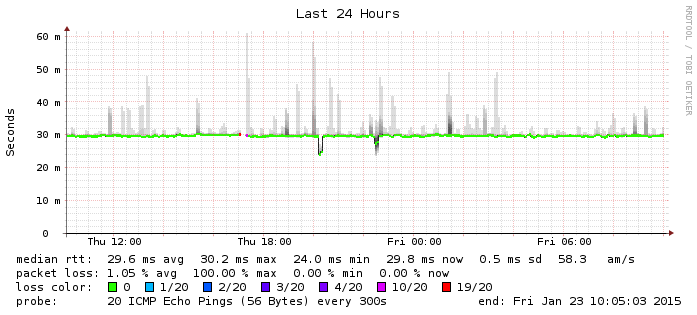 Last 24 Hours
RRDTOOL / TOBI OETIKER
Seconds
60 m
50 m
40 m
30 m
20 m
10 m
0
Thu 12:00 Thu 18:00 Fri 00:00 Fri 06:00
median rtt: 29.6 ms avg 30.2 ms max 24.0 ms min 29.8 ms now 0.5 ms sd 58.3 am/s
packet loss: 1.05 % avg 100.00 % max 0.00 % min 0.00 % now
loss color: 0 1/20 2/20 3/20 4/20 10/20 19/20
probe: 20 ICMP Echo Pings (56 Bytes) every 300s end: Fri Jan 23 10:05:03 2015